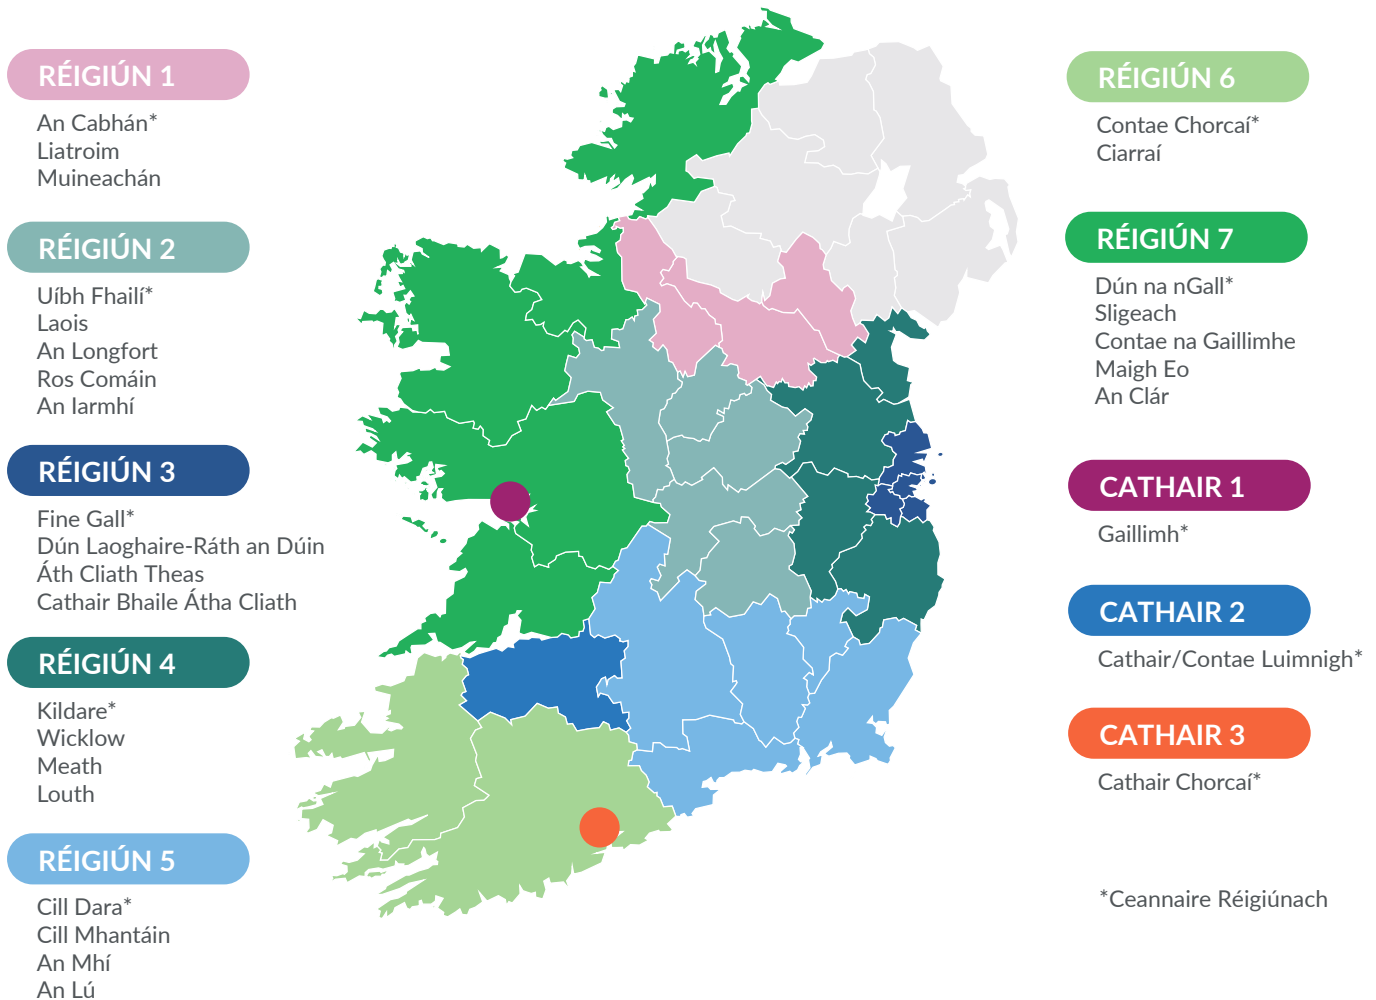 RÉIGIÚN 1
An Cabhán*
Liatroim
Muineachán
RÉIGIÚN 2
Uíbh Fhailí*
Laois
An Longfort
Ros Comáin
An Iarmhí
RÉIGIÚN 3
Fine Gall*
Dún Laoghaire-Ráth an Dúin
Áth Cliath Theas
Cathair Bhaile Átha Cliath
RÉIGIÚN 4
Kildare*
Wicklow
Meath
Louth
RÉIGIÚN 5
Cill Dara*
Cill Mhantáin
An Mhí
An Lú
RÉIGIÚN 6
Contae Chorcaí*
Ciarraí
RÉIGIÚN 7
Dún na nGall*
Sligeach
Contae na Gaillimhe
Maigh Eo
An Clár
CATHAIR 1
Gaillimh*
CATHAIR 2
Cathair/Contae Luimnigh*
CATHAIR 3
Cathair Chorcaí*
*Ceannaire Réigiúnach